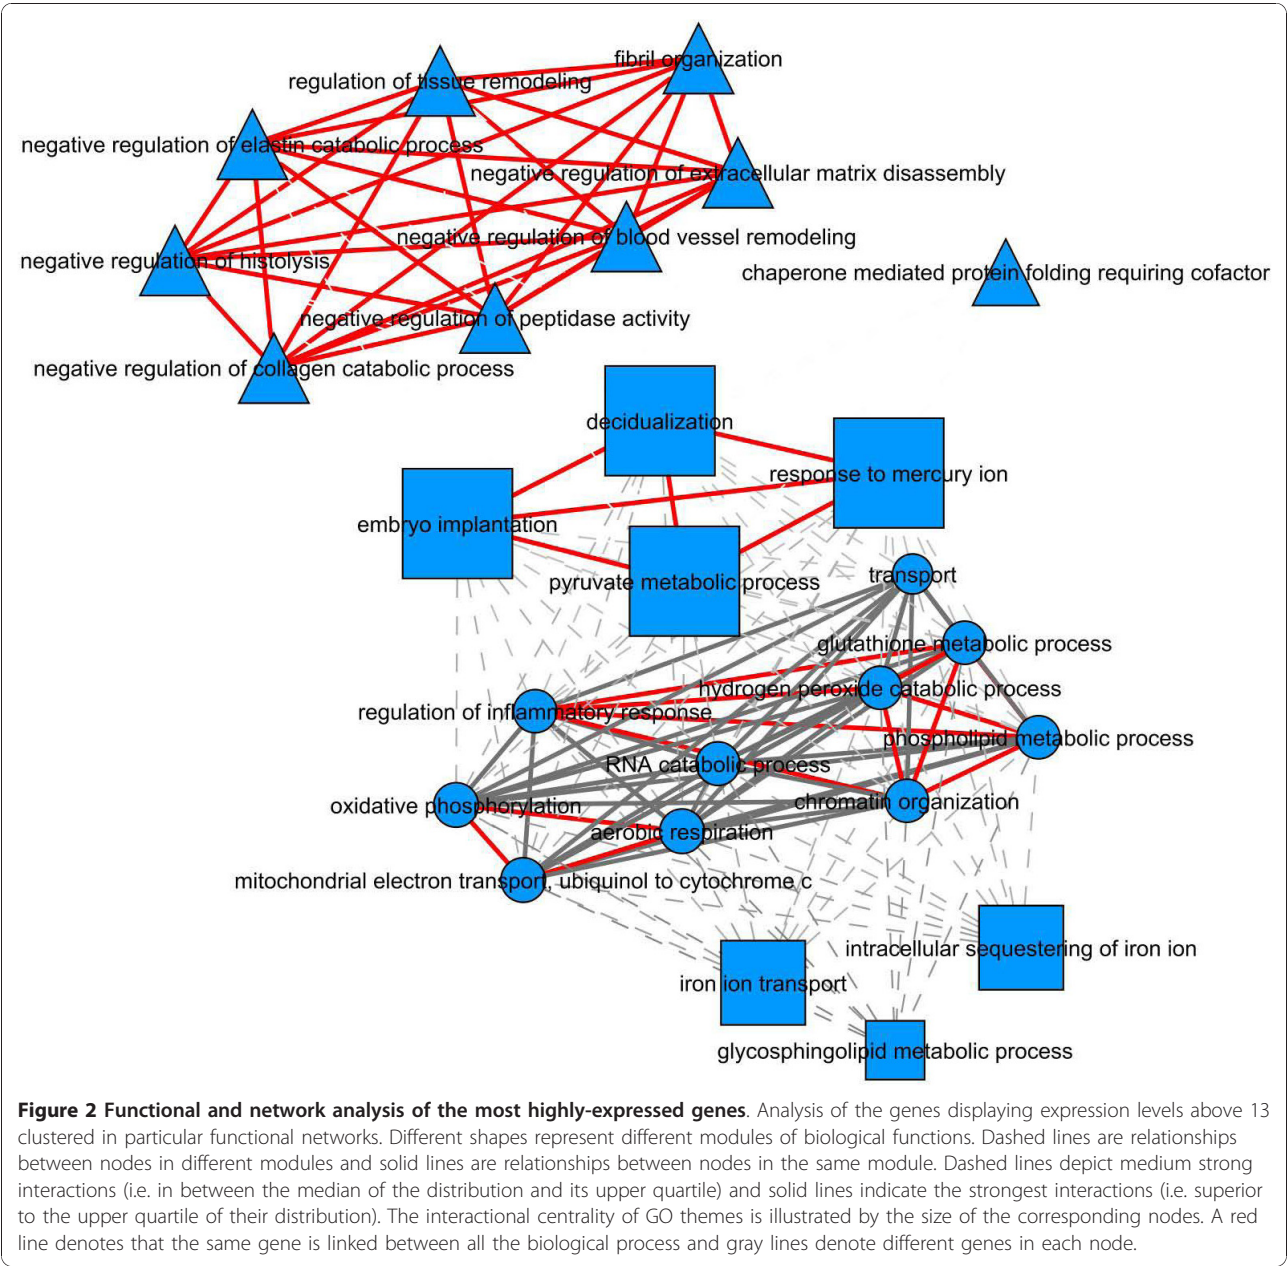 fibril organization
regulation of tissue remodeling
negative regulation of elastin catabolic process
negative regulation of extracellular matrix disassembly
negative regulation of blood vessel remodeling
negative regulation of histolysis
chaperone mediated protein folding requiring cofactor
negative regulation of peptidase activity
negative regulation of collagen catabolic process
decidualization
response to mercury ion
embryo implantation
pyruvate metabolic process
transport
glutathione metabolic process
hydrogen peroxide catabolic process
regulation of inflammatory response
phospholipid metabolic process
RNA catabolic process
oxidative phosphorylation
chromatin organization
aerobic respiration
mitochondrial electron transport, ubiquinol to cytochrome c
intracellular sequestering of iron ion
iron ion transport
glycosphingolipid metabolic process
Figure 2 Functional and network analysis of the most highly-expressed genes. Analysis of the genes displaying expression levels above 13
clustered in particular functional networks. Different shapes represent different modules of biological functions. Dashed lines are relationships
between nodes in different modules and solid lines are relationships between nodes in the same module. Dashed lines depict medium strong
interactions (i.e. in between the median of the distribution and its upper quartile) and solid lines indicate the strongest interactions (i.e. superior
to the upper quartile of their distribution). The interactional centrality of GO themes is illustrated by the size of the corresponding nodes. A red
line denotes that the same gene is linked between all the biological process and gray lines denote different genes in each node.